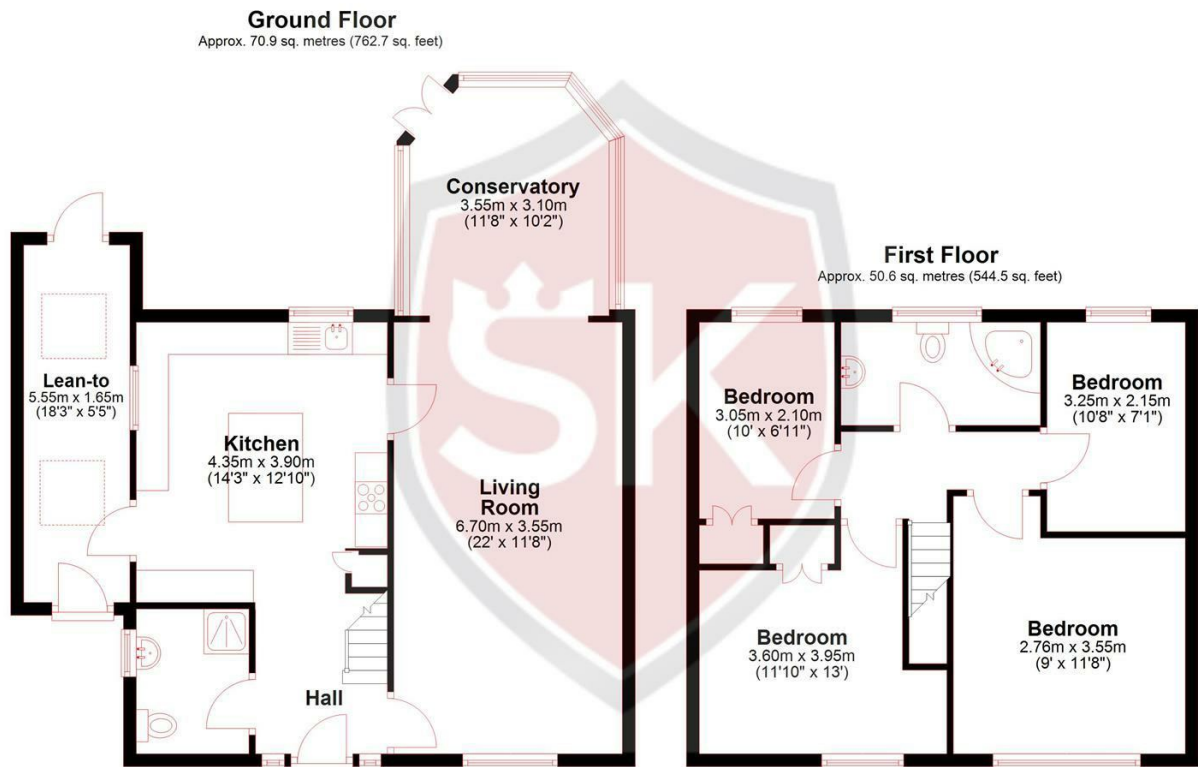 Ground Floor
Approx. 70.9 sq. metres (762.7 sq. feet)
Conservatory
3.55m x 3.10m
(11'8" x 10'2")
Lean-to
5.55m x 1.65m
(18'3" x 5'5")
Kitchen
4.35m x 3.90m
(14'3" x 12'10")
Living
Room
6.70m x 3.55m
(22' x 11'8")
Hall
First Floor
Approx. 50.6 sq. metres (544.5 sq. feet)
Bedroom
3.05m x 2.10m
(10' x 6'11")
Bedroom
3.25m x 2.15m
(10'8" x 7'1")
Bedroom
3.60m x 3.95m
(11'10" x 13')
Bedroom
2.76m x 3.55m
(9' x 11'8")
SK